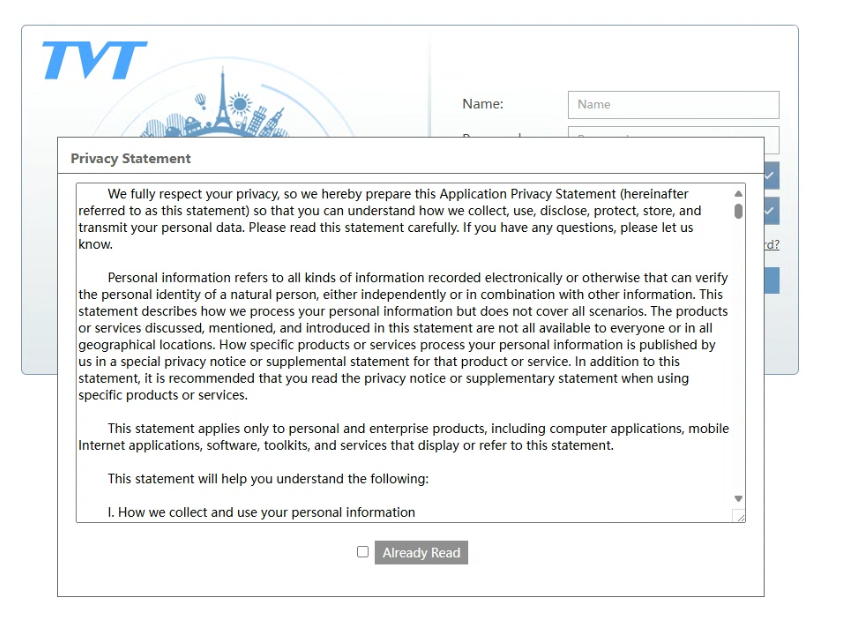 TVT
Name:
Name
Privacy Statement
We fully respect your privacy, so we hereby prepare this Application Privacy Statement (hereinafter
referred to as this statement) so that you can understand how we collect, use, disclose, protect, store, and
transmit your personal data. Please read this statement carefully. If you have any questions, please let us
know.
Personal information refers to all kinds of information recorded electronically or otherwise that can verify
the personal identity of a natural person, either independently or in combination with other information. This
statement describes how we process your personal information but does not cover all scenarios. The products
or services discussed, mentioned, and introduced in this statement are not all available to everyone or in all
geographical locations. How specific products or services process your personal information is published by
us in a special privacy notice or supplemental statement for that product or service. In addition to this
statement, it is recommended that you read the privacy notice or supplementary statement when using
specific products or services.
This statement applies only to personal and enterprise products, including computer applications, mobile
Internet applications, software, toolkits, and services that display or refer to this statement.
This statement will help you understand the following:
I. How we collect and use your personal information
Already Read